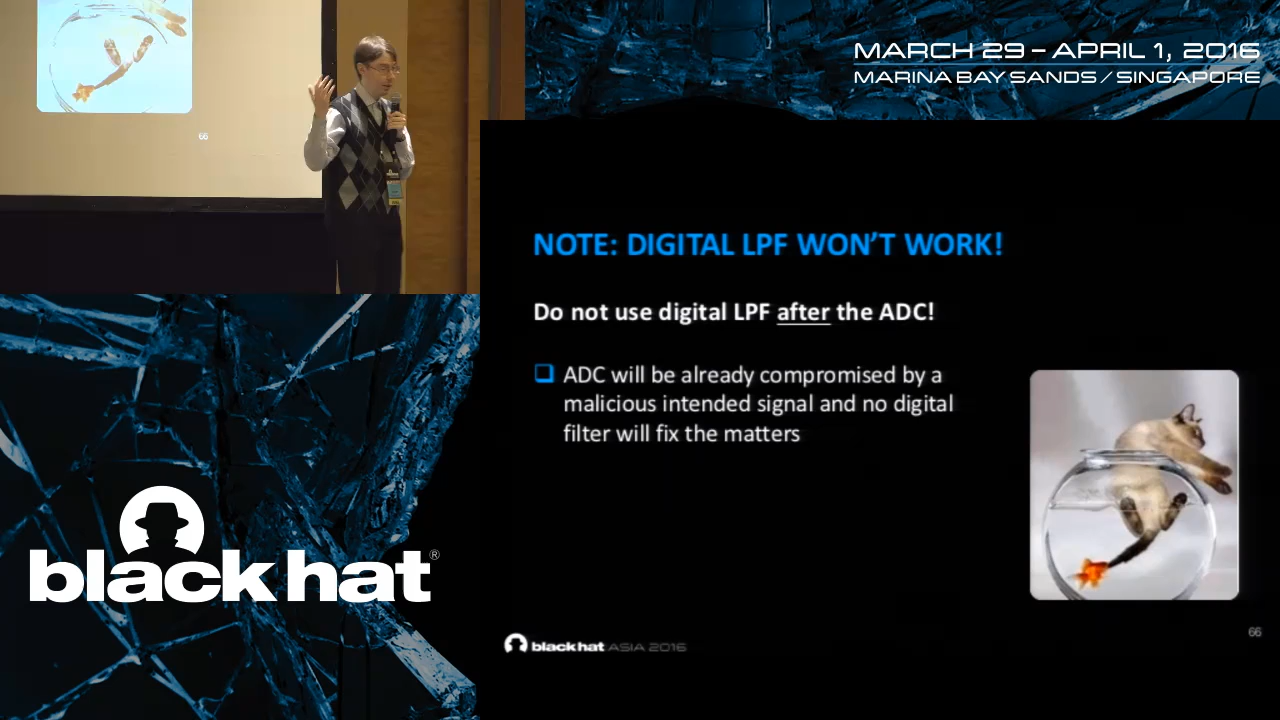 66
MARCH 29 – APRIL 1, 2016
MARINA BAY SANDS / SINGAPORE
NOTE: DIGITAL LPF WON'T WORK!
Do not use digital LPF after the ADC!
ADC will be already compromised by a
malicious intended signal and no digital
filter will fix the matters
black hat®
black hat ASIA 2016
66